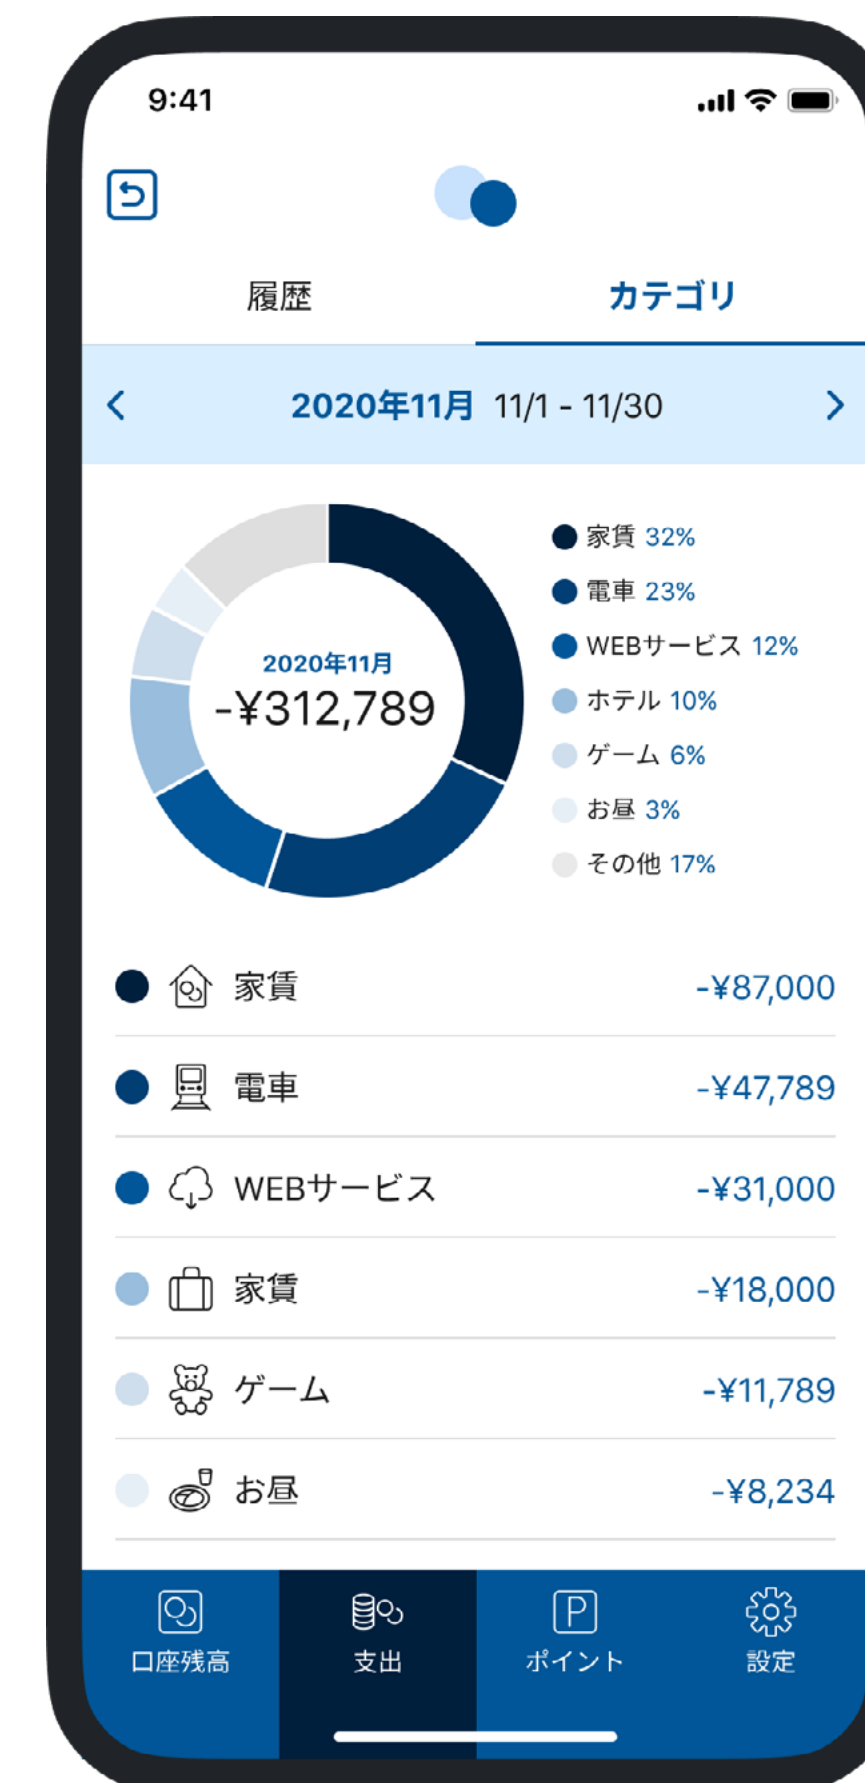 9:41
履歴 カテゴリ
2020年11月 11/1 - 11/30
家賃 32%
電車 23%
WEBサービス 12%
ホテル 10%
ゲーム 6%
お昼 3%
その他 17%
2020年11月
-¥312,789
家賃 -¥87,000
電車 -¥47,789
WEBサービス -¥31,000
家賃 -¥18,000
ゲーム -¥11,789
お昼 -¥8,234
P
口座残高 支出 ポイント 設定